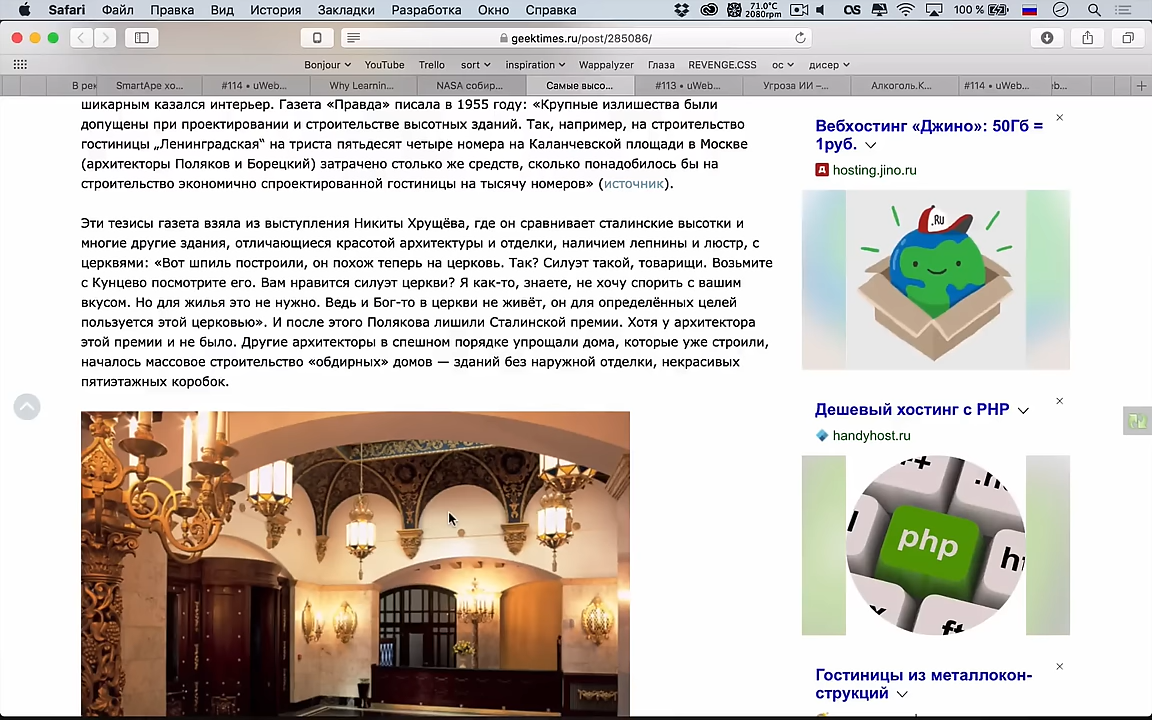 Safari Файл Правка Вид История Закладки Разработка Окно Справка
71.0°C
2080rpm
100 %
geektimes.ru/post/285086/
Bonjour YouTube Trello sort inspiration Wappalyzer Глаза REVENGE.CSS ос дисер
В рек SmartApe хо... #114 • uWeb... Why Learnin... NASA собир... Самые высо... #113 • uWeb... Угроза ИИ –... Алкоголь.К... #114 • uWeb...
шикарным казался интерьер. Газета «Правда» писала в 1955 году: «Крупные излишества были
допущены при проектировании и строительстве высотных зданий. Так, например, на строительство
гостиницы „Ленинградская“ на триста пятьдесят четыре номера на Каланчевской площади в Москве
(архитекторы Поляков и Борецкий) затрачено столько же средств, сколько понадобилось бы на
строительство экономично спроектированной гостиницы на тысячу номеров» (источник).
Эти тезисы газета взяла из выступления Никиты Хрущёва, где он сравнивает сталинские высотки и
многие другие здания, отличающиеся красотой архитектуры и отделки, наличием лепнины и люстр, с
церквями: «Вот шпиль построили, он похож теперь на церковь. Так? Силуэт такой, товарищи. Возьмите
с Кунцево посмотрите его. Вам нравится силуэт церкви? Я как-то, знаете, не хочу спорить с вашим
вкусом. Но для жилья это не нужно. Ведь и Бог-то в церкви не живёт, он для определённых целей
пользуется этой церковью». И после этого Полякова лишили Сталинской премии. Хотя у архитектора
этой премии и не было. Другие архитекторы в спешном порядке упрощали дома, которые уже строили,
началось массовое строительство «обдирных» домов — зданий без наружной отделки, некрасивых
пятиэтажных коробок.
Вебхостинг «Джино»: 50Гб =
1руб.
hosting.jino.ru
.RU
Дешевый хостинг с PHP
handyhost.ru
php
Гостиницы из металлокон-
струкций